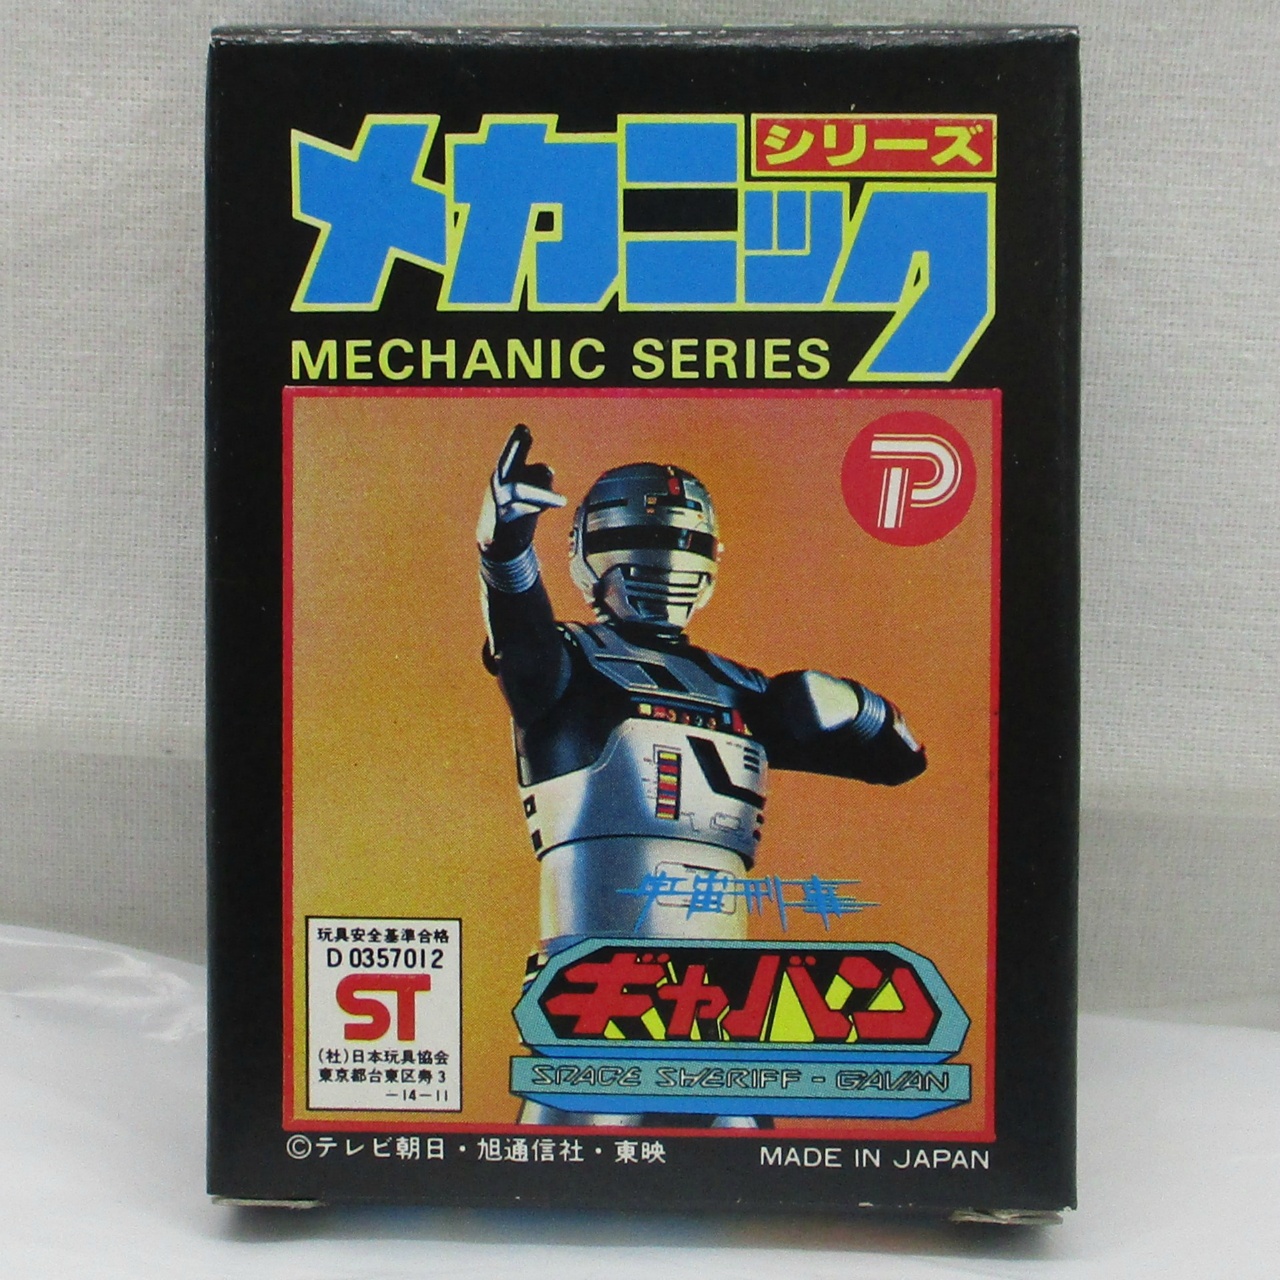 メカニック
シリーズ
MECHANIC SERIES
P
宇宙刑事
ギャバン
SPACE SHERIFF - GAVAN
玩具安全基準合格
D 0357012
ST
(社)日本玩具協会
東京都台東区寿3
-14-11
©テレビ朝日・旭通信社・東映
MADE IN JAPAN